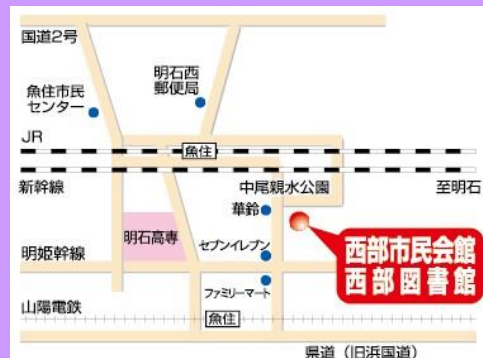 国道2号
明石西
郵便局
魚住市民
センター
JR
魚住
新幹線
中尾親水公園
至明石
華鈴
明石高専
西部市民会館
西部図書館
セブンイレブン
明姫幹線
ファミリーマート
山陽電鉄
魚住
県道（旧浜国道）